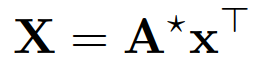 𝐗 = 𝐀⋆𝐱⊤